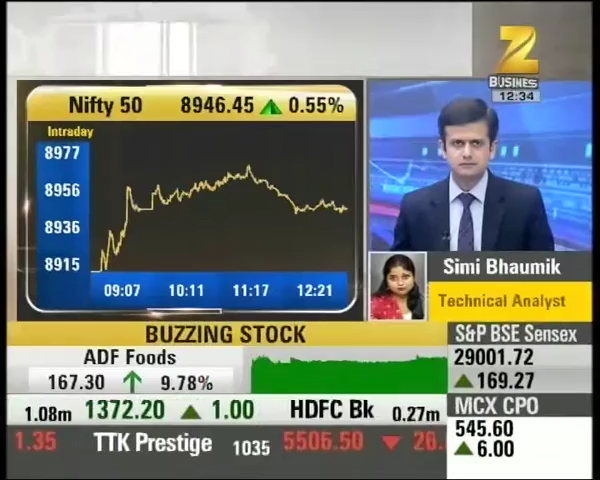 Z
BUSINESS
12:34
Nifty 50 8946.45 0.55%
Intraday
8977
8956
8936
8915
09:07 10:11 11:17 12:21
Simi Bhaumik
Technical Analyst
BUZZING STOCK
ADF Foods
167.30 9.78%
S&P BSE Sensex
29001.72
169.27
MCX CPO
545.60
6.00
1.08m 1372.20 1.00 HDFC Bk 0.27m
1.35 TTK Prestige 1035 5506.50 26.